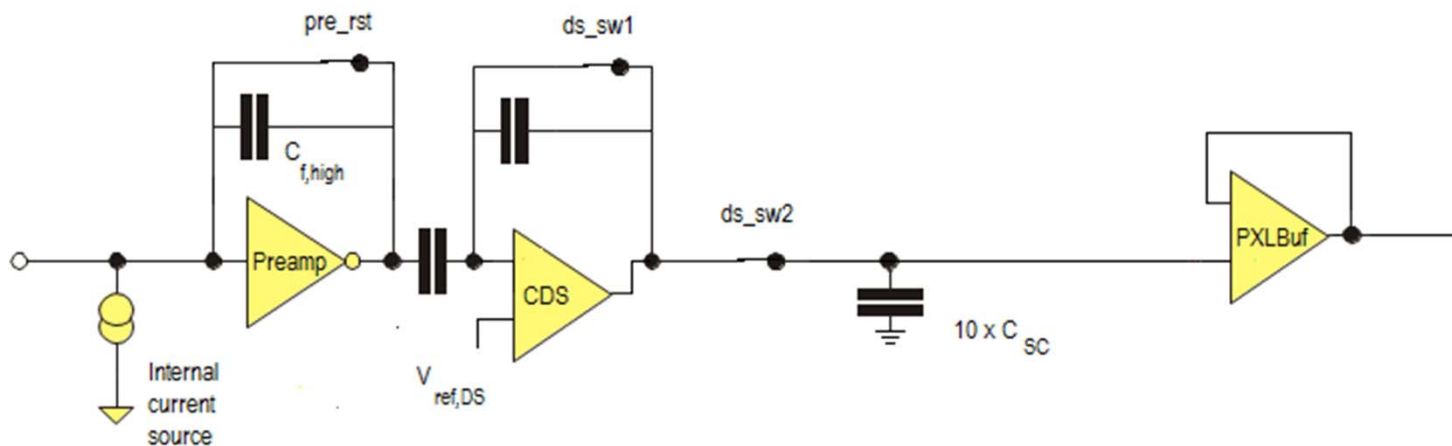 pre_rst
ds_sw1
C
f,high
ds_sw2
Preamp
CDS
PXLBuf
V
ref,DS
10 x C
SC
Internal
current
source